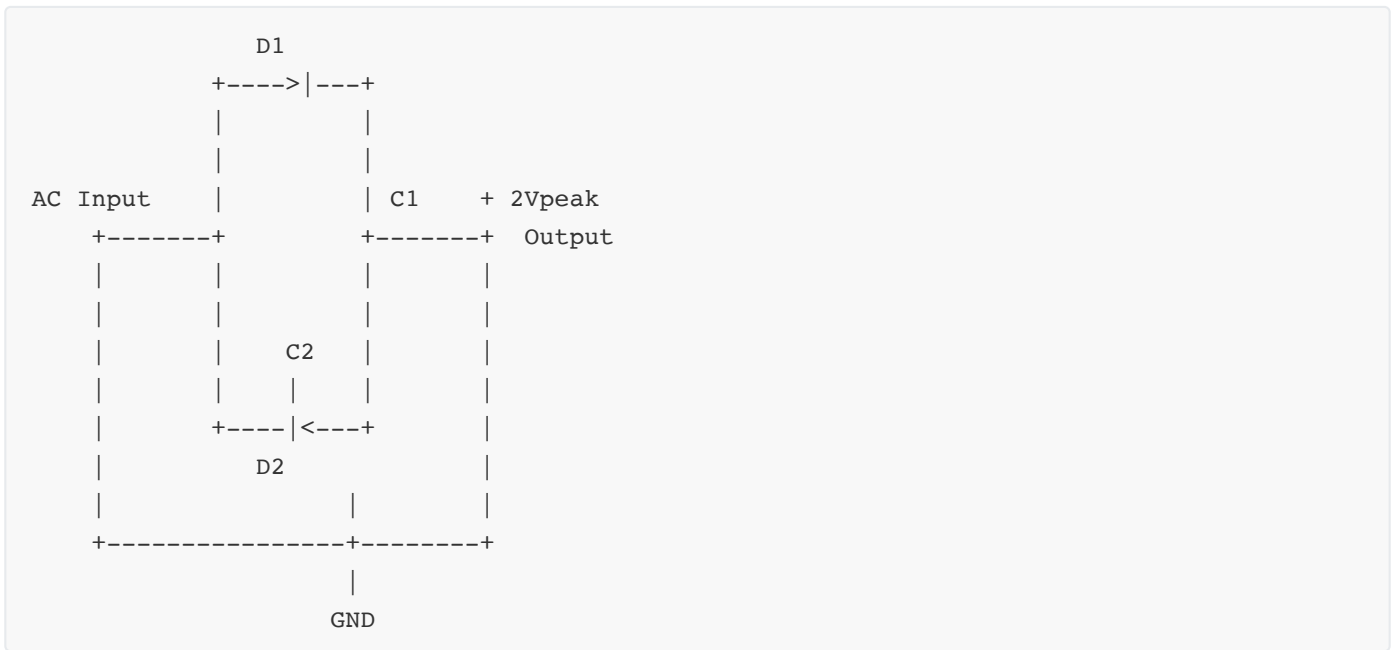 D1
+---->|---+
|         |
|         |
AC Input    |         | C1    + 2Vpeak
+-------+         +-------+  Output
|       |         |       |
|       |         |       |
|       |    C2   |       |
|       |    |    |       |
|       +----|<---+       |
|          D2             |
|                |        |
+----------------+--------+
|
GND